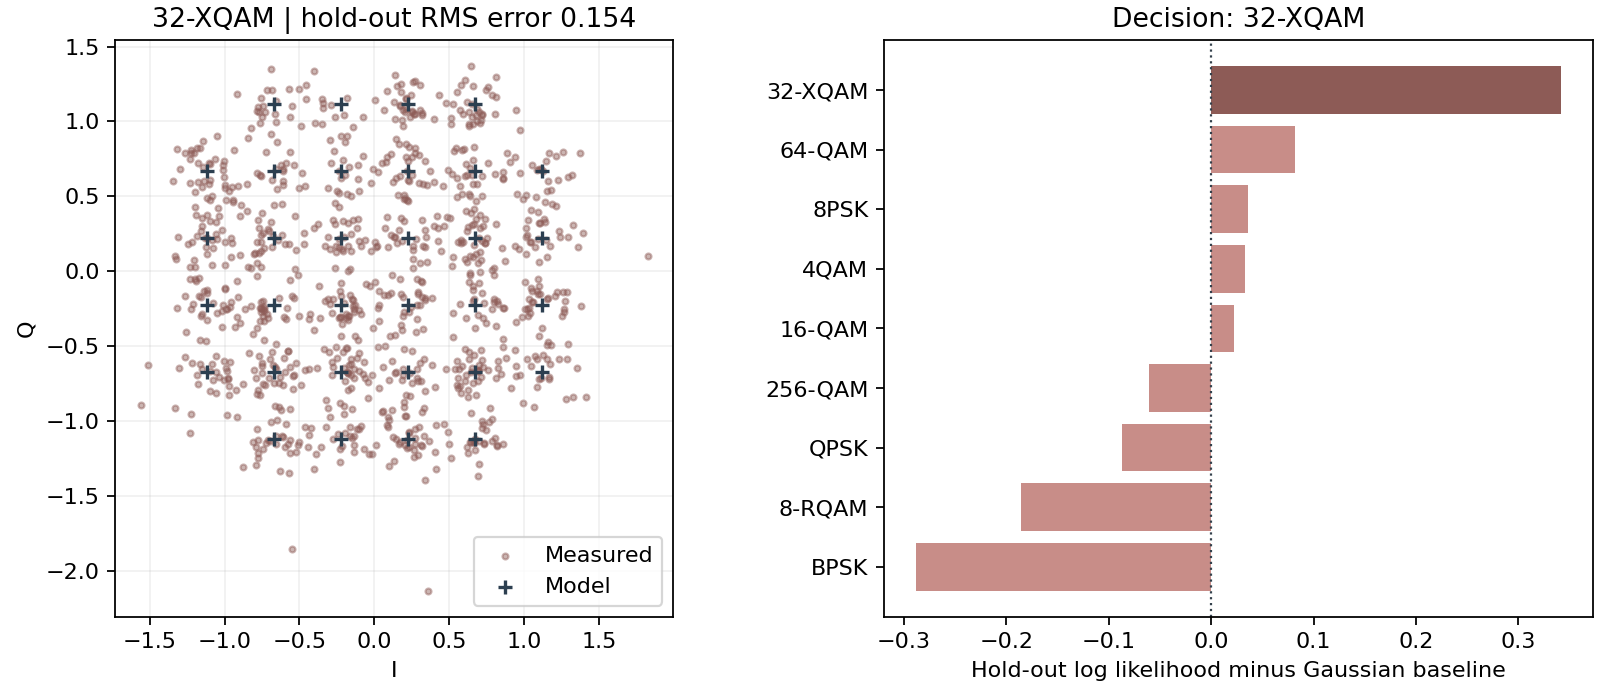 32-XQAM | hold-out RMS error 0.154
1.5
1.0
0.5
0.0
−0.5
−1.0
−1.5
−2.0
Q
−1.5 −1.0 −0.5 0.0 0.5 1.0 1.5
I
Measured
Model
Decision: 32-XQAM
32-XQAM
64-QAM
8PSK
4QAM
16-QAM
256-QAM
QPSK
8-RQAM
BPSK
−0.3 −0.2 −0.1 0.0 0.1 0.2 0.3
Hold-out log likelihood minus Gaussian baseline